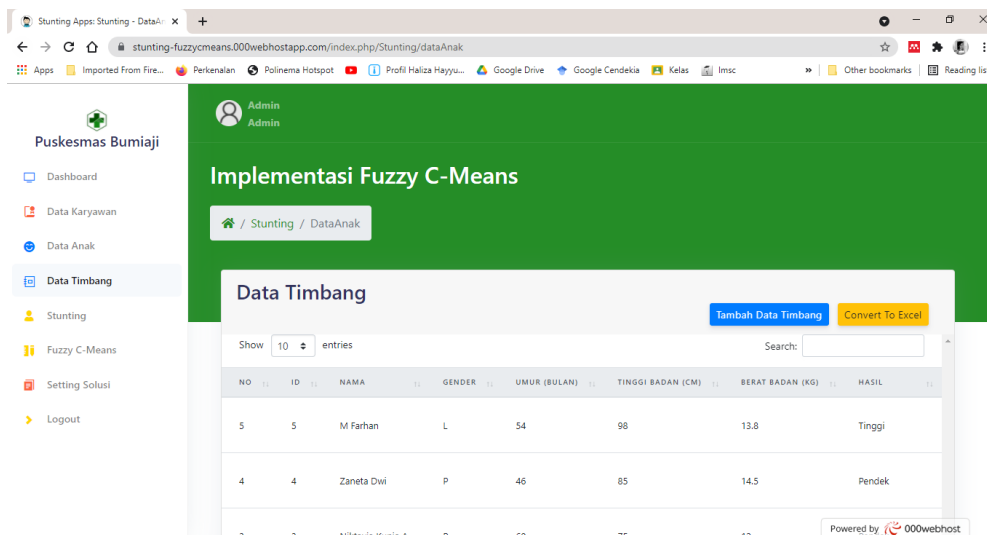 Stunting Apps: Stunting - DataAn
stunting-fuzzycmeans.000webhostapp.com/index.php/Stunting/dataAnak
Apps Imported From Fire... Perkenalan Polinema Hotspot Profil Haliza Hayyu... Google Drive Google Cendekia Kelas Imsc » Other bookmarks Reading lis
Puskesmas Bumiaji
Dashboard
Data Karyawan
Data Anak
Data Timbang
Stunting
Fuzzy C-Means
Setting Solusi
Logout
Admin
Admin
Implementasi Fuzzy C-Means
/ Stunting / DataAnak
Data Timbang
Tambah Data Timbang Convert To Excel
Show 10 entries Search:
NO ID NAMA GENDER UMUR (BULAN) TINGGI BADAN (CM) BERAT BADAN (KG) HASIL
5 5 M Farhan L 54 98 13.8 Tinggi
4 4 Zaneta Dwi P 46 85 14.5 Pendek
Powered by 000webhost